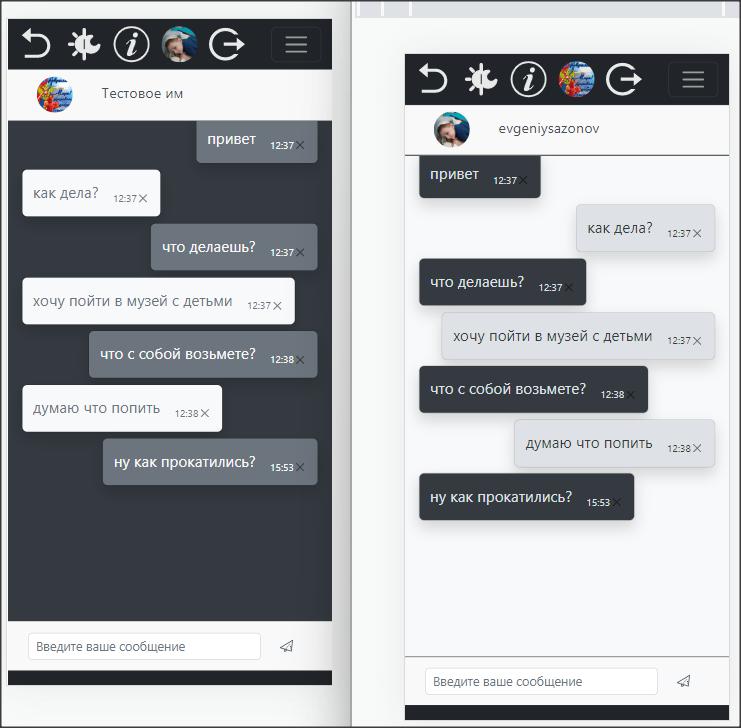 Тестовое им
привет 12:37
как дела? 12:37
что делаешь? 12:37
хочу пойти в музей с детьми 12:37
что с собой возьмете? 12:38
думаю что попить 12:38
ну как прокатились? 15:53
Введите ваше сообщение
evgeniysazonov
привет 12:37
как дела? 12:37
что делаешь? 12:37
хочу пойти в музей с детьми 12:37
что с собой возьмете? 12:38
думаю что попить 12:38
ну как прокатились? 15:53
Введите ваше сообщение